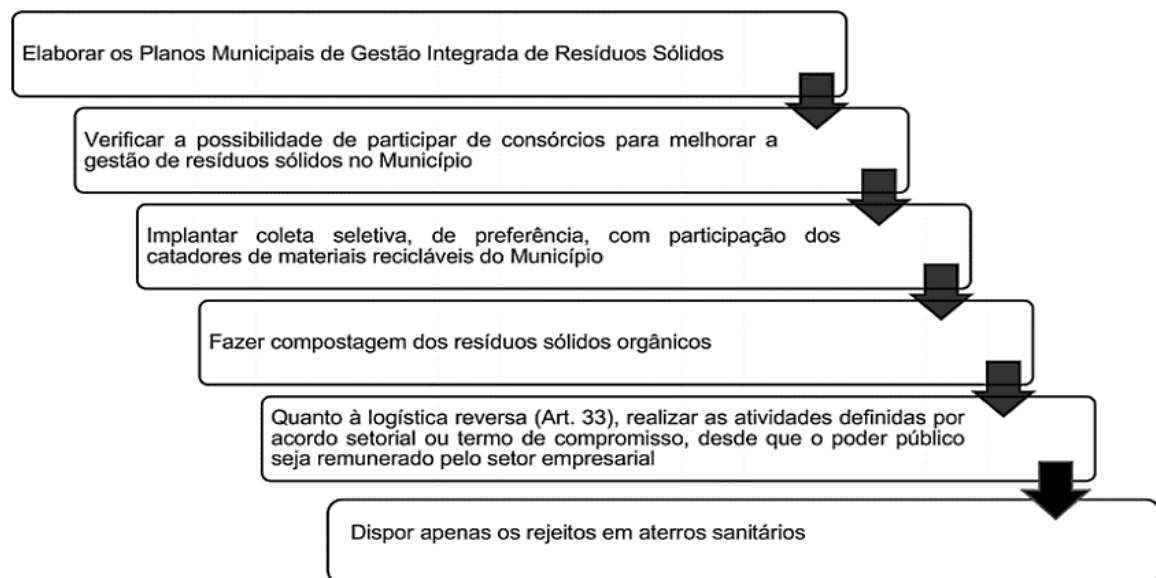 Elaborar os Planos Municipais de Gestão Integrada de Resíduos Sólidos
Verificar a possibilidade de participar de consórcios para melhorar a
gestão de resíduos sólidos no Município
Implantar coleta seletiva, de preferência, com participação dos
catadores de materiais recicláveis do Município
Fazer compostagem dos resíduos sólidos orgânicos
Quanto à logística reversa (Art. 33), realizar as atividades definidas por
acordo setorial ou termo de compromisso, desde que o poder público
seja remunerado pelo setor empresarial
Dispor apenas os rejeitos em aterros sanitários